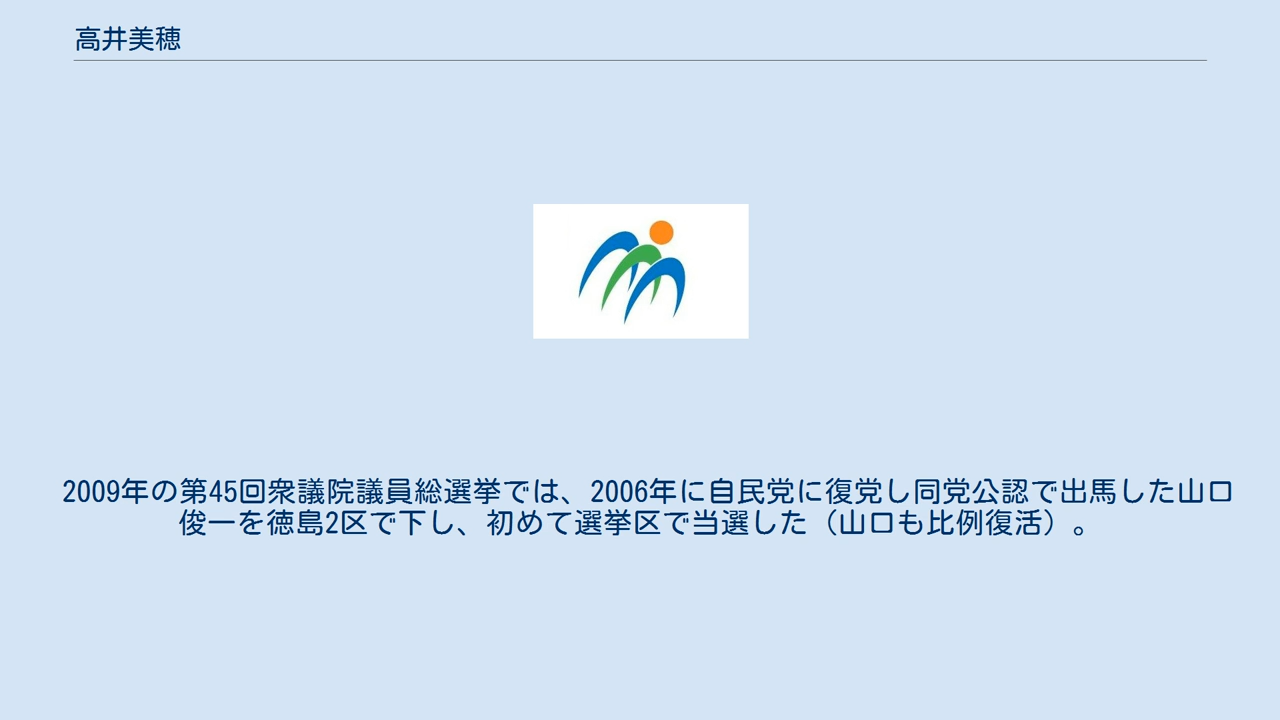 高井美穂
2009年の第45回衆議院議員総選挙では、2006年に自民党に復党し同党公認で出馬した山口
俊一を徳島2区で下し、初めて選挙区で当選した（山口も比例復活）。